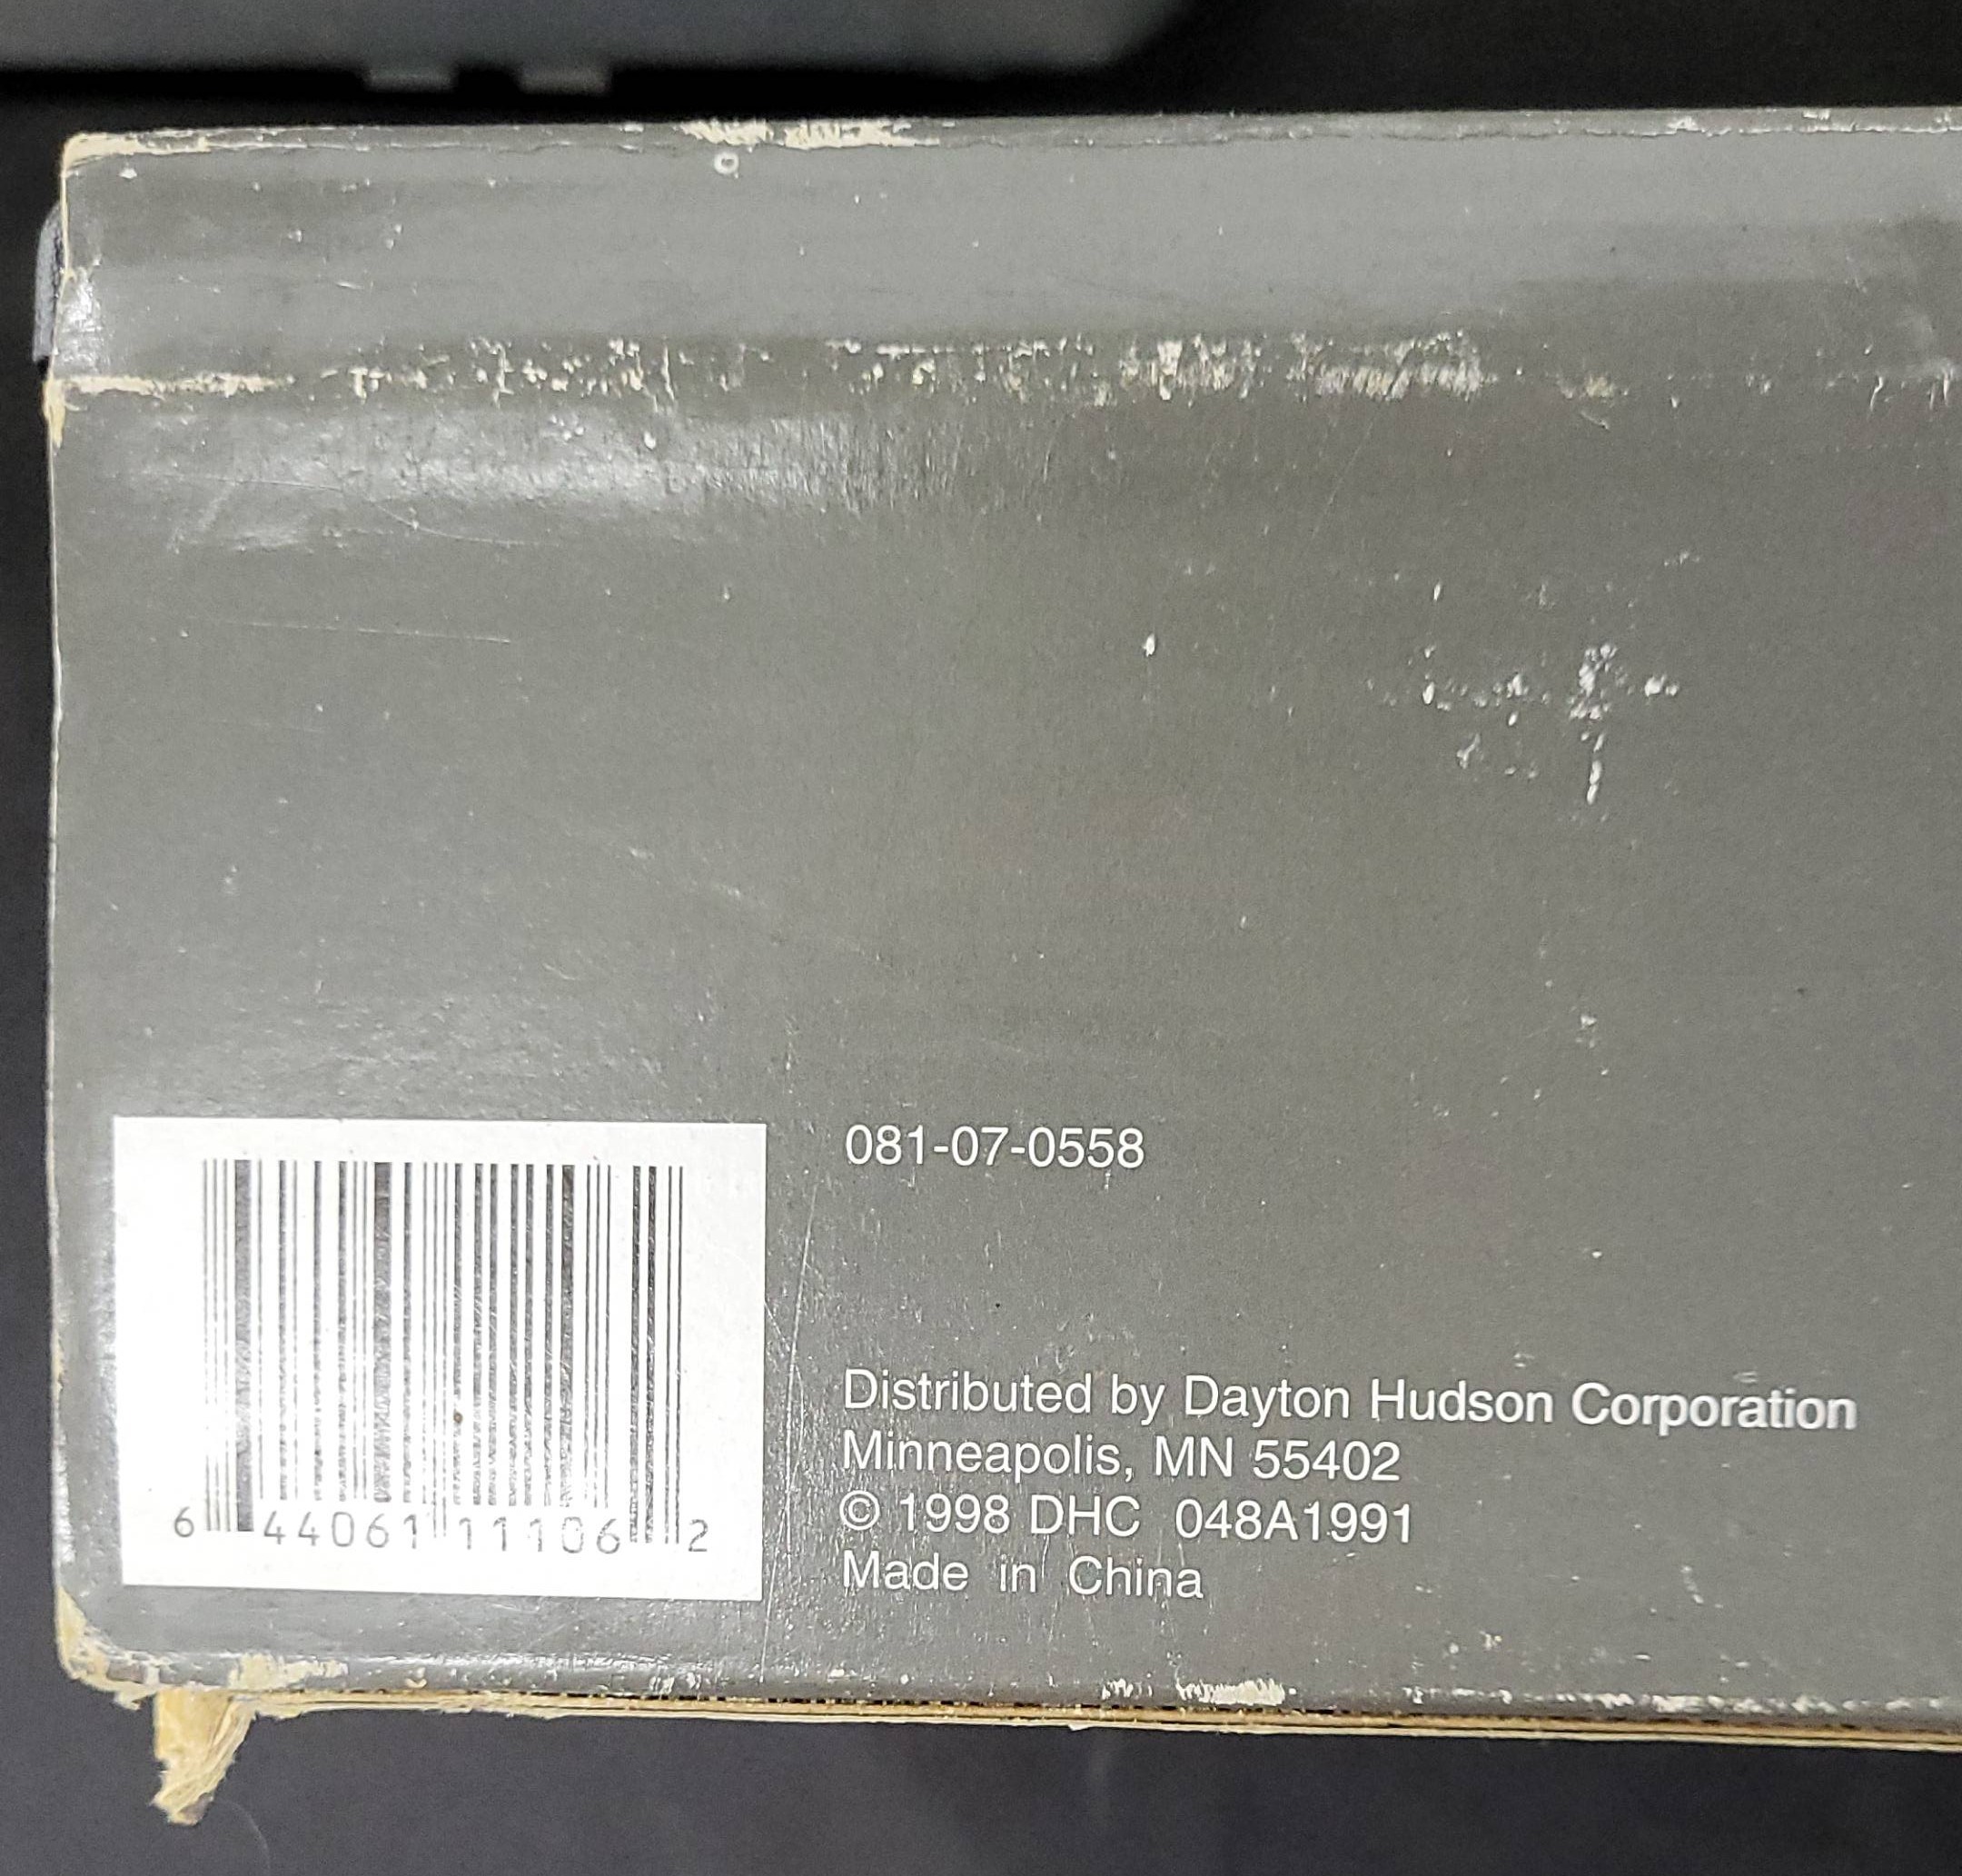 081-07-0558
Distributed by Dayton Hudson Corporation
Minneapolis, MN 55402
© 1998 DHC 048A1991
Made in China
6 44061 11106 2